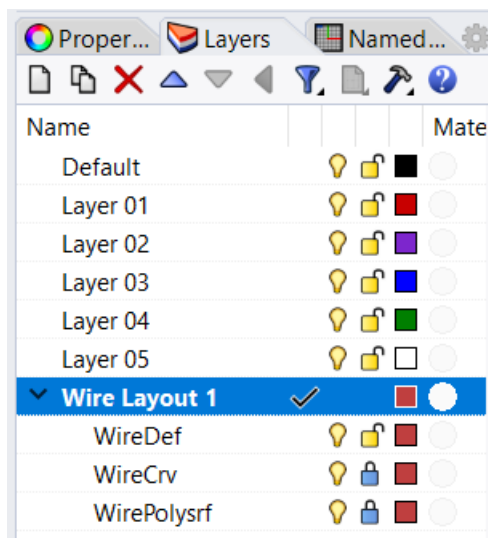 Proper... Layers Named...
Name Mate
Default
Layer 01
Layer 02
Layer 03
Layer 04
Layer 05
Wire Layout 1
WireDef
WireCrv
WirePolysrf